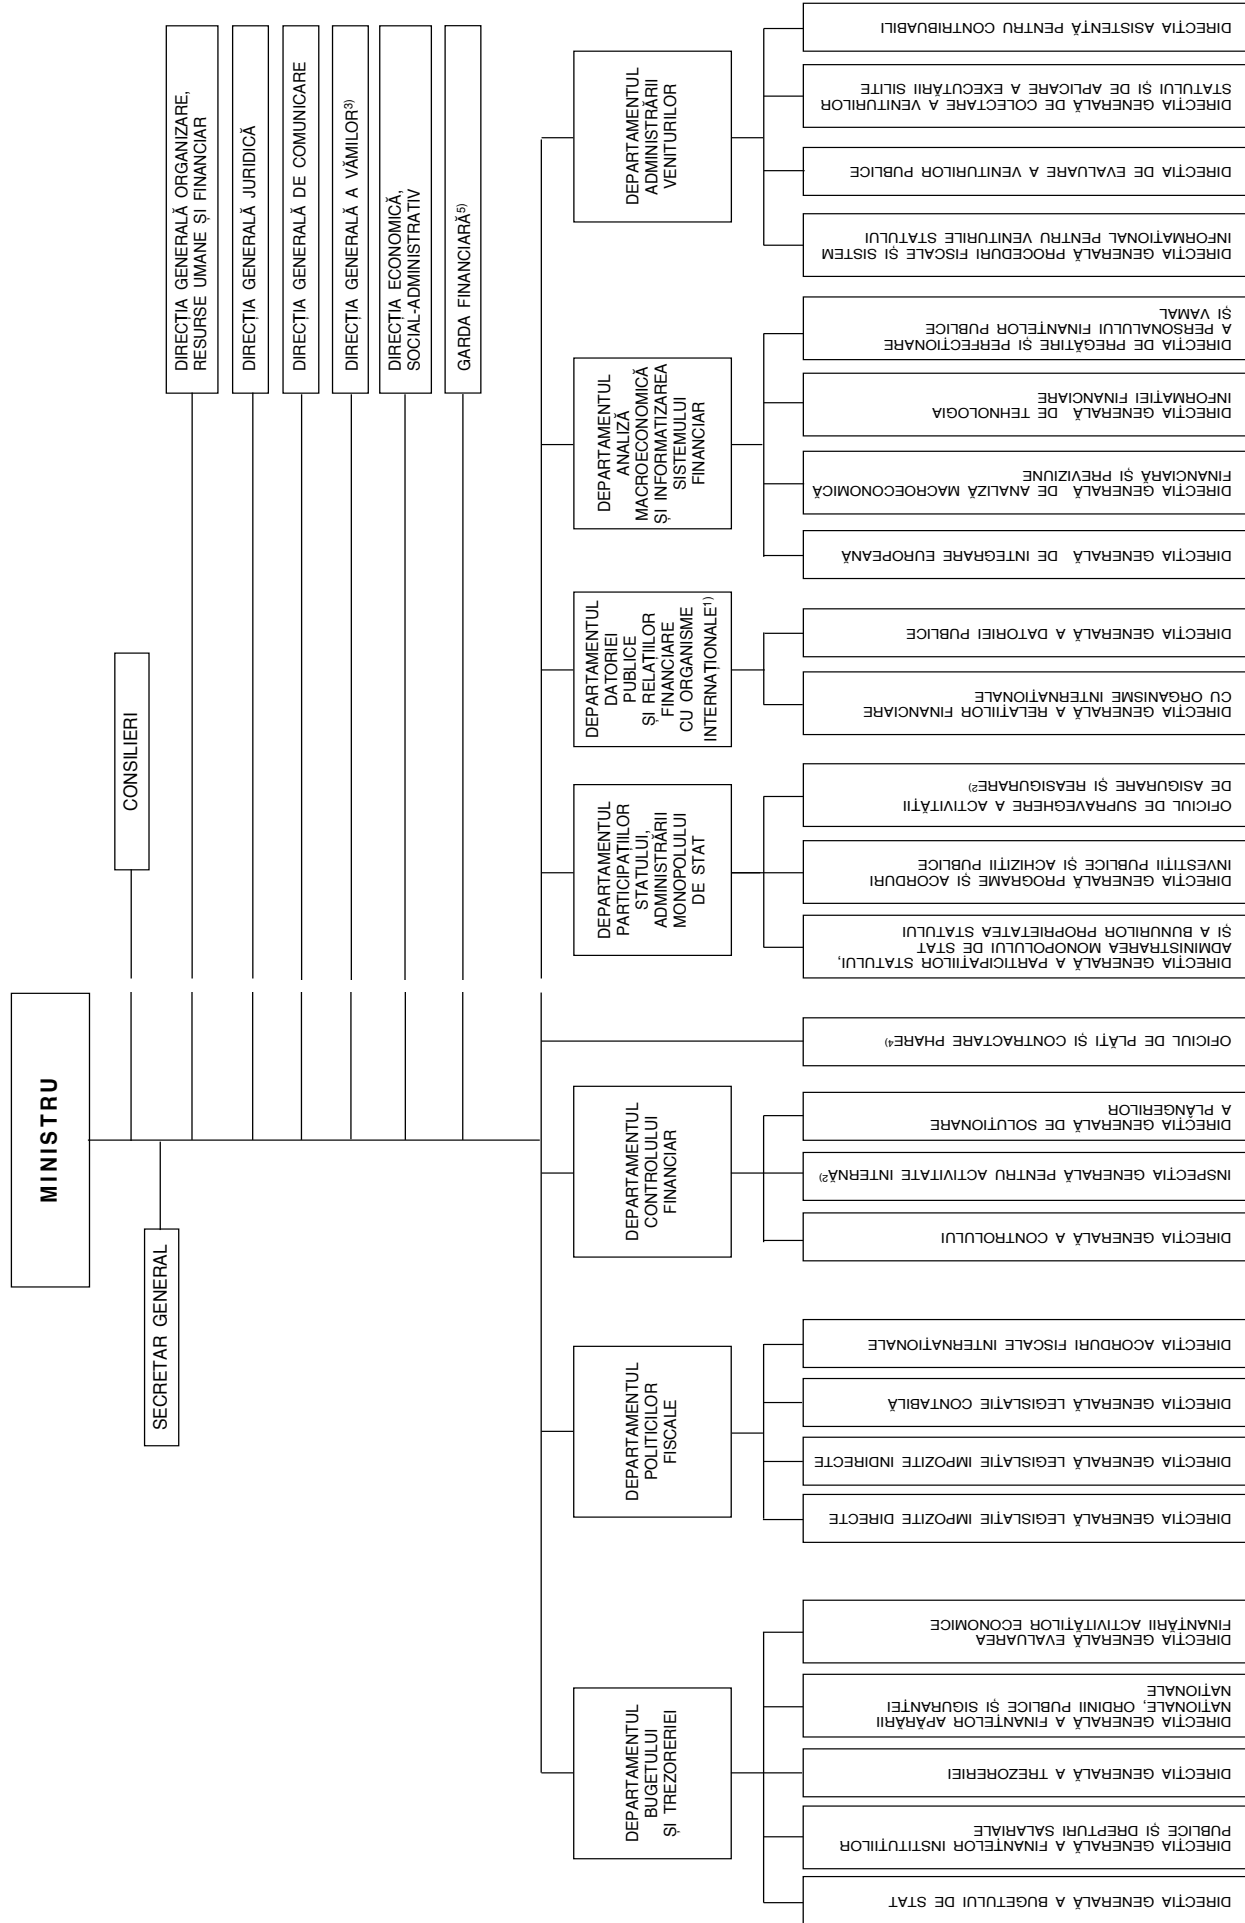 MINISTRU
SECRETAR GENERAL
CONSILIERI
DIRECȚIA GENERALĂ ORGANIZARE,
RESURSE UMANE ȘI FINANCIAR
DIRECȚIA GENERALĂ JURIDICĂ
DIRECȚIA GENERALĂ DE COMUNICARE
DIRECȚIA GENERALĂ A VĂMILOR3)
DIRECȚIA ECONOMICĂ,
SOCIAL-ADMINISTRATIV
GARDA FINANCIARĂ5)
DEPARTAMENTUL
BUGETULUI
ȘI TREZORERIEI
DEPARTAMENTUL
POLITICILOR
FISCALE
DEPARTAMENTUL
CONTROLULUI
FINANCIAR
DEPARTAMENTUL
PARTICIPAȚIILOR
STATULUI,
ADMINISTRĂRII
MONOPOLULUI
DE STAT
DEPARTAMENTUL
DATORIEI
PUBLICE
ȘI RELAȚIILOR
FINANCIARE
CU ORGANISME
INTERNAȚIONALE1)
DEPARTAMENTUL
ANALIZĂ
MACROECONOMICĂ
ȘI INFORMATIZAREA
SISTEMULUI
FINANCIAR
DEPARTAMENTUL
ADMINISTRĂRII
VENITURILOR
DIRECȚIA GENERALĂ A BUGETULUI DE STAT
DIRECȚIA GENERALĂ A FINANȚELOR INSTITUȚIILOR
PUBLICE ȘI DREPTURI SALARIALE
DIRECȚIA GENERALĂ A TREZORERIEI
DIRECȚIA GENERALĂ A FINANȚELOR APĂRĂRII
NAȚIONALE, ORDINII PUBLICE ȘI SIGURANȚEI
NAȚIONALE
DIRECȚIA GENERALĂ EVALUAREA
FINANȚĂRII ACTIVITĂȚILOR ECONOMICE
DIRECȚIA GENERALĂ LEGISLAȚIE IMPOZITE DIRECTE
DIRECȚIA GENERALĂ LEGISLAȚIE IMPOZITE INDIRECTE
DIRECȚIA GENERALĂ LEGISLAȚIE CONTABILĂ
DIRECȚIA ACORDURI FISCALE INTERNAȚIONALE
DIRECȚIA GENERALĂ A CONTROLULUI
INSPECȚIA GENERALĂ PENTRU ACTIVITATE INTERNĂ2)
DIRECȚIA GENERALĂ DE SOLUȚIONARE
A PLÂNGERILOR
OFICIUL DE PLĂȚI ȘI CONTRACTARE PHARE4)
DIRECȚIA GENERALĂ A PARTICIPAȚIILOR STATULUI,
ADMINISTRAREA MONOPOLULUI DE STAT
ȘI A BUNURILOR PROPRIETATEA STATULUI
DIRECȚIA GENERALĂ PROGRAME ȘI ACORDURI
INVESTIȚII PUBLICE ȘI ACHIZIȚII PUBLICE
OFICIUL DE SUPRAVEGHERE A ACTIVITĂȚII
DE ASIGURARE ȘI REASIGURARE2)
DIRECȚIA GENERALĂ A RELAȚIILOR FINANCIARE
CU ORGANISME INTERNAȚIONALE
DIRECȚIA GENERALĂ A DATORIEI PUBLICE
DIRECȚIA GENERALĂ DE INTEGRARE EUROPEANĂ
DIRECȚIA GENERALĂ DE ANALIZĂ MACROECONOMICĂ
FINANCIARĂ ȘI PREVIZIUNE
DIRECȚIA GENERALĂ DE TEHNOLOGIA
INFORMAȚIEI FINANCIARE
DIRECȚIA DE PREGĂTIRE ȘI PERFECȚIONARE
A PERSONALULUI FINANȚELOR PUBLICE
ȘI VAMAL
DIRECȚIA GENERALĂ PROCEDURI FISCALE ȘI SISTEM
INFORMAȚIONAL PENTRU VENITURILE STATULUI
DIRECȚIA DE EVALUARE A VENITURILOR PUBLICE
DIRECȚIA GENERALĂ DE COLECTARE A VENITURILOR
STATULUI ȘI DE APLICARE A EXECUTĂRII SILITE
DIRECȚIA ASISTENȚĂ PENTRU CONTRIBUABILI